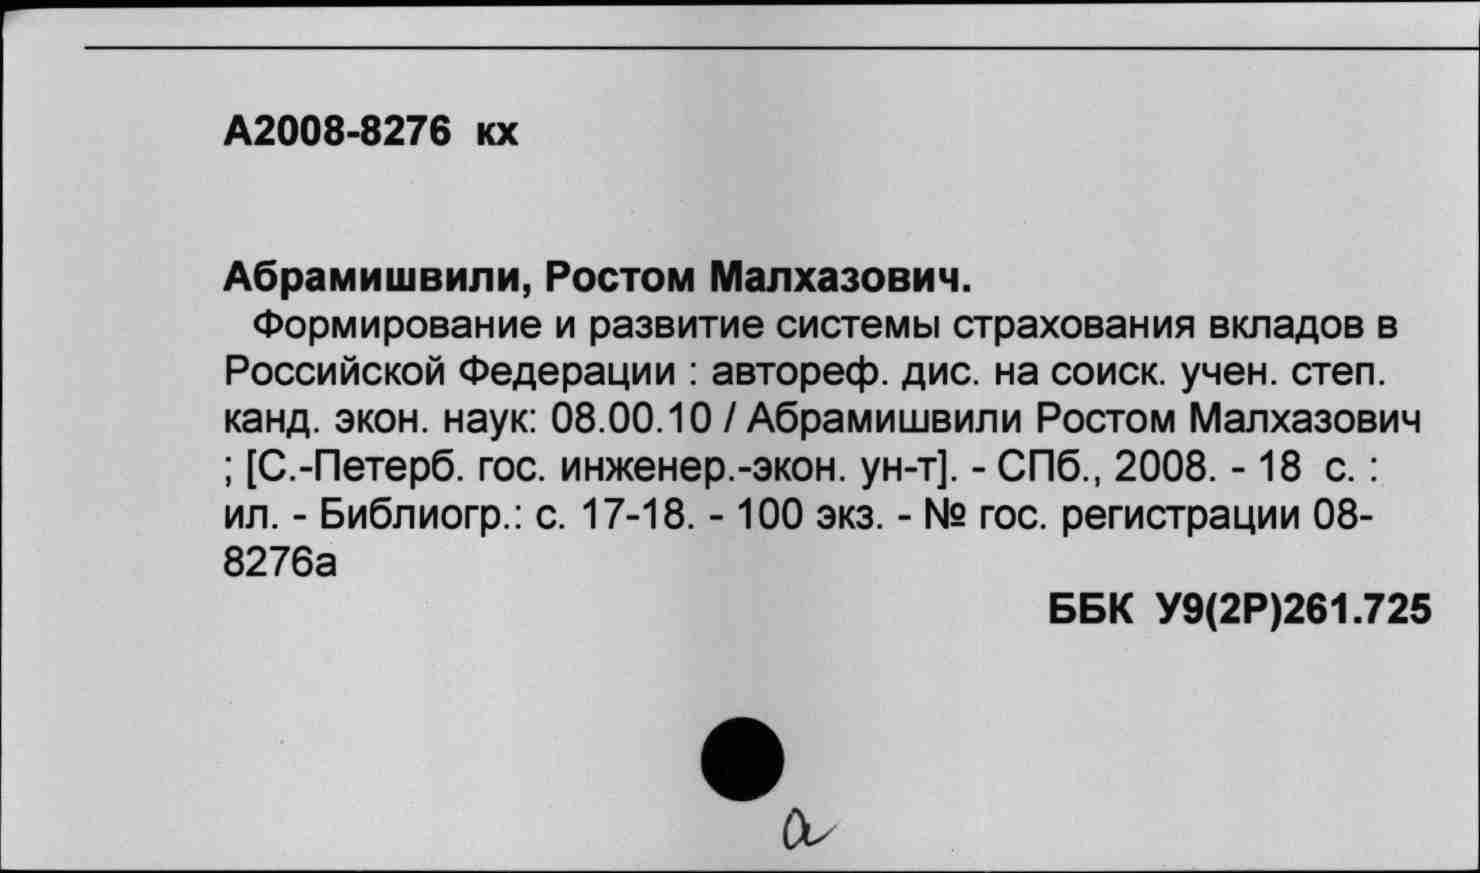 А2008-8276 кх
Абрамишвили, Ростом Малхазович.
Формирование и развитие системы страхования вкладов в
Российской Федерации : автореф. дис. на соиск. учен. степ.
канд. экон. наук: 08.00.10 / Абрамишвили Ростом Малхазович
; [С.-Петерб. гос. инженер.-экон. ун-т]. - СПб., 2008. - 18 с. :
ил. - Библиогр.: с. 17-18. - 100 экз. - № гос. регистрации 08-
8276а
ББК У9(2Р)261.725
а